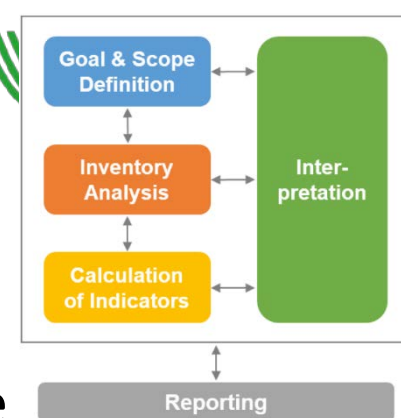 Goal & Scope
Definition
Inventory
Analysis
Inter-
pretation
Calculation
of Indicators
Reporting